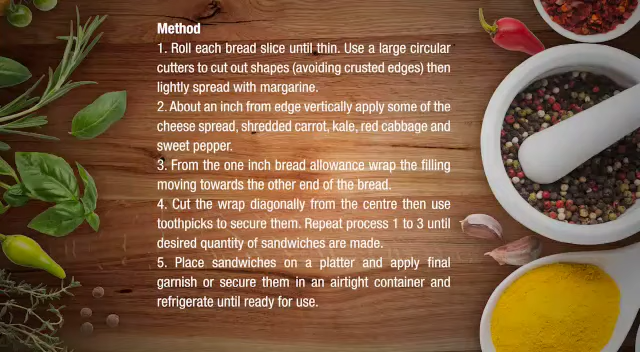 Method
1. Roll each bread slice until thin. Use a large circular
cutters to cut out shapes (avoiding crusted edges) then
lightly spread with margarine.
2. About an inch from edge vertically apply some of the
cheese spread, shredded carrot, kale, red cabbage and
sweet pepper.
3. From the one inch bread allowance wrap the filling
moving towards the other end of the bread.
4. Cut the wrap diagonally from the centre then use
toothpicks to secure them. Repeat process 1 to 3 until
desired quantity of sandwiches are made.
5. Place sandwiches on a platter and apply final
garnish or secure them in an airtight container and
refrigerate until ready for use.